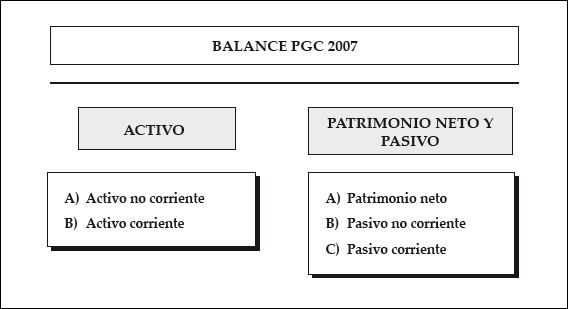 BALANCE PGC 2007
ACTIVO
A) Activo no corriente
B) Activo corriente
PATRIMONIO NETO Y
PASIVO
A) Patrimonio neto
B) Pasivo no corriente
C) Pasivo corriente